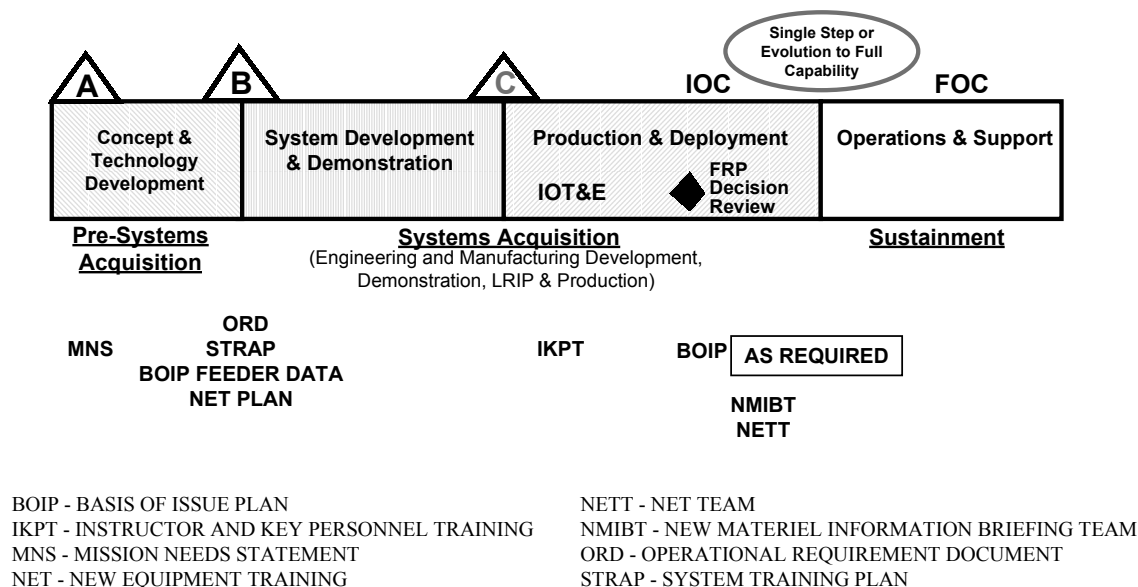 Single Step or
Evolution to Full
Capability
A
B
C
IOC
FOC
Concept &
Technology
Development
System Development
& Demonstration
Production & Deployment
IOT&E
FRP
Decision
Review
Operations & Support
Pre-Systems
Acquisition
Systems Acquisition
(Engineering and Manufacturing Development,
Demonstration, LRIP & Production)
Sustainment
MNS
ORD
STRAP
BOIP FEEDER DATA
NET PLAN
IKPT
BOIP
AS REQUIRED
NMIBT
NETT
BOIP - BASIS OF ISSUE PLAN
IKPT - INSTRUCTOR AND KEY PERSONNEL TRAINING
MNS - MISSION NEEDS STATEMENT
NET - NEW EQUIPMENT TRAINING
NETT - NET TEAM
NMIBT - NEW MATERIEL INFORMATION BRIEFING TEAM
ORD - OPERATIONAL REQUIREMENT DOCUMENT
STRAP - SYSTEM TRAINING PLAN